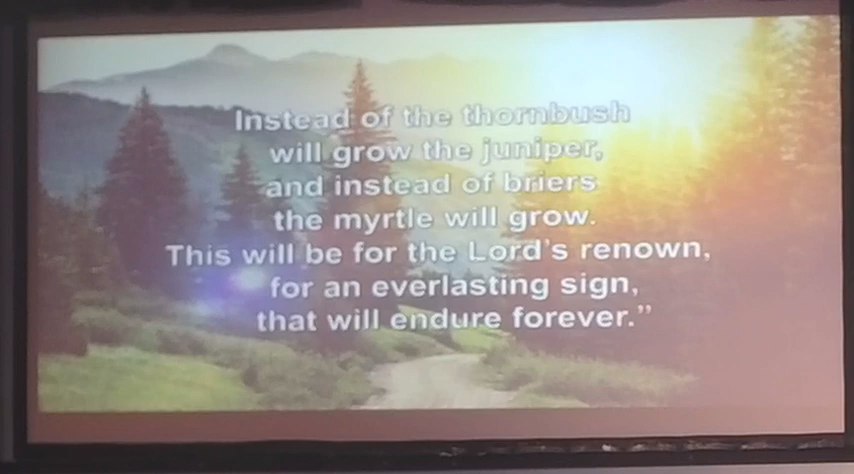 Instead of the thornbush
will grow the juniper,
and instead of briers
the myrtle will grow.
This will be for the Lord's renown,
for an everlasting sign,
that will endure forever.”